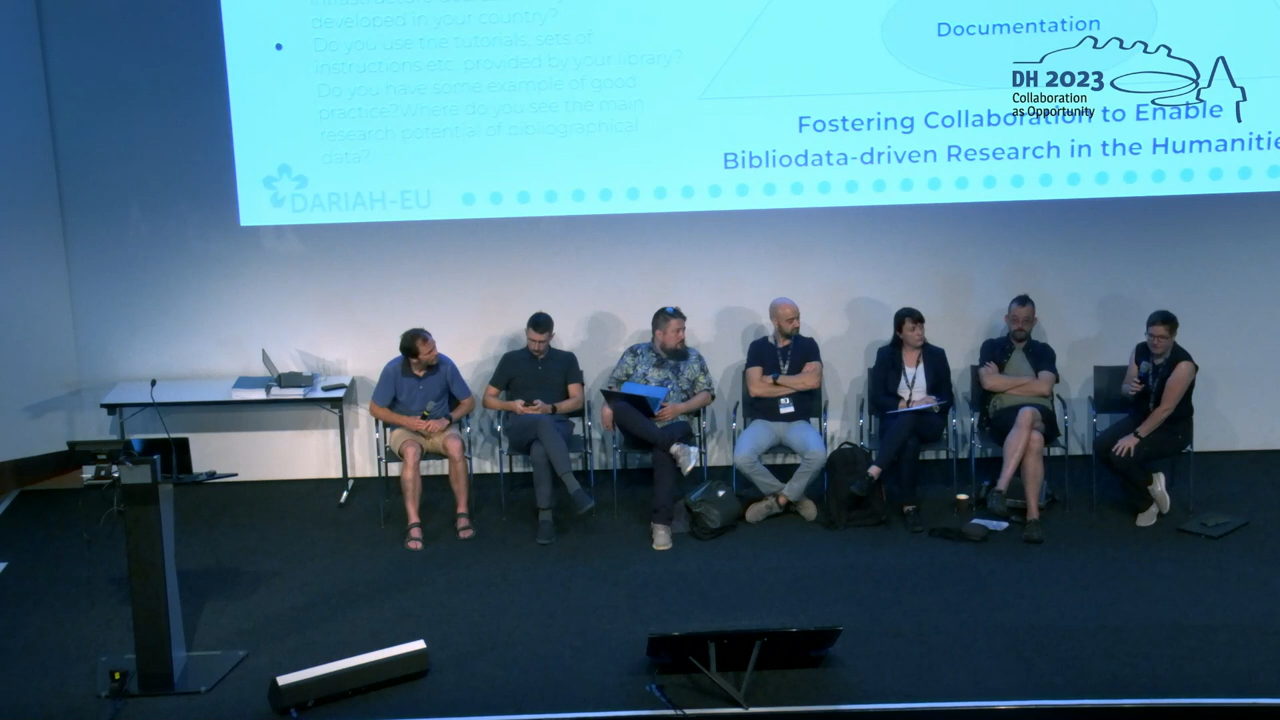 developed in your country?
Do you use the tutorials, sets of
instructions etc. provided by your library?
Do you have some example of good
practice? Where do you see the main
research potential of bibliographical
data?
DARIAH-EU
Documentation
Fostering Collaboration to Enable
Bibliodata-driven Research in the
DH 2023
Collaboration
as Opportunity